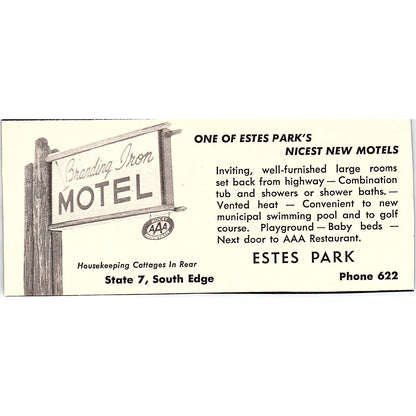 Branding Iron
MOTEL
AAA
Housekeeping Cottages In Rear
State 7, South Edge
ONE OF ESTES PARK'S
NICEST NEW MOTELS
Inviting, well-furnished large rooms
set back from highway — Combination
tub and showers or shower baths. —
Vented heat — Convenient to new
municipal swimming pool and to golf
course. Playground — Baby beds —
Next door to AAA Restaurant.
ESTES PARK
Phone 622